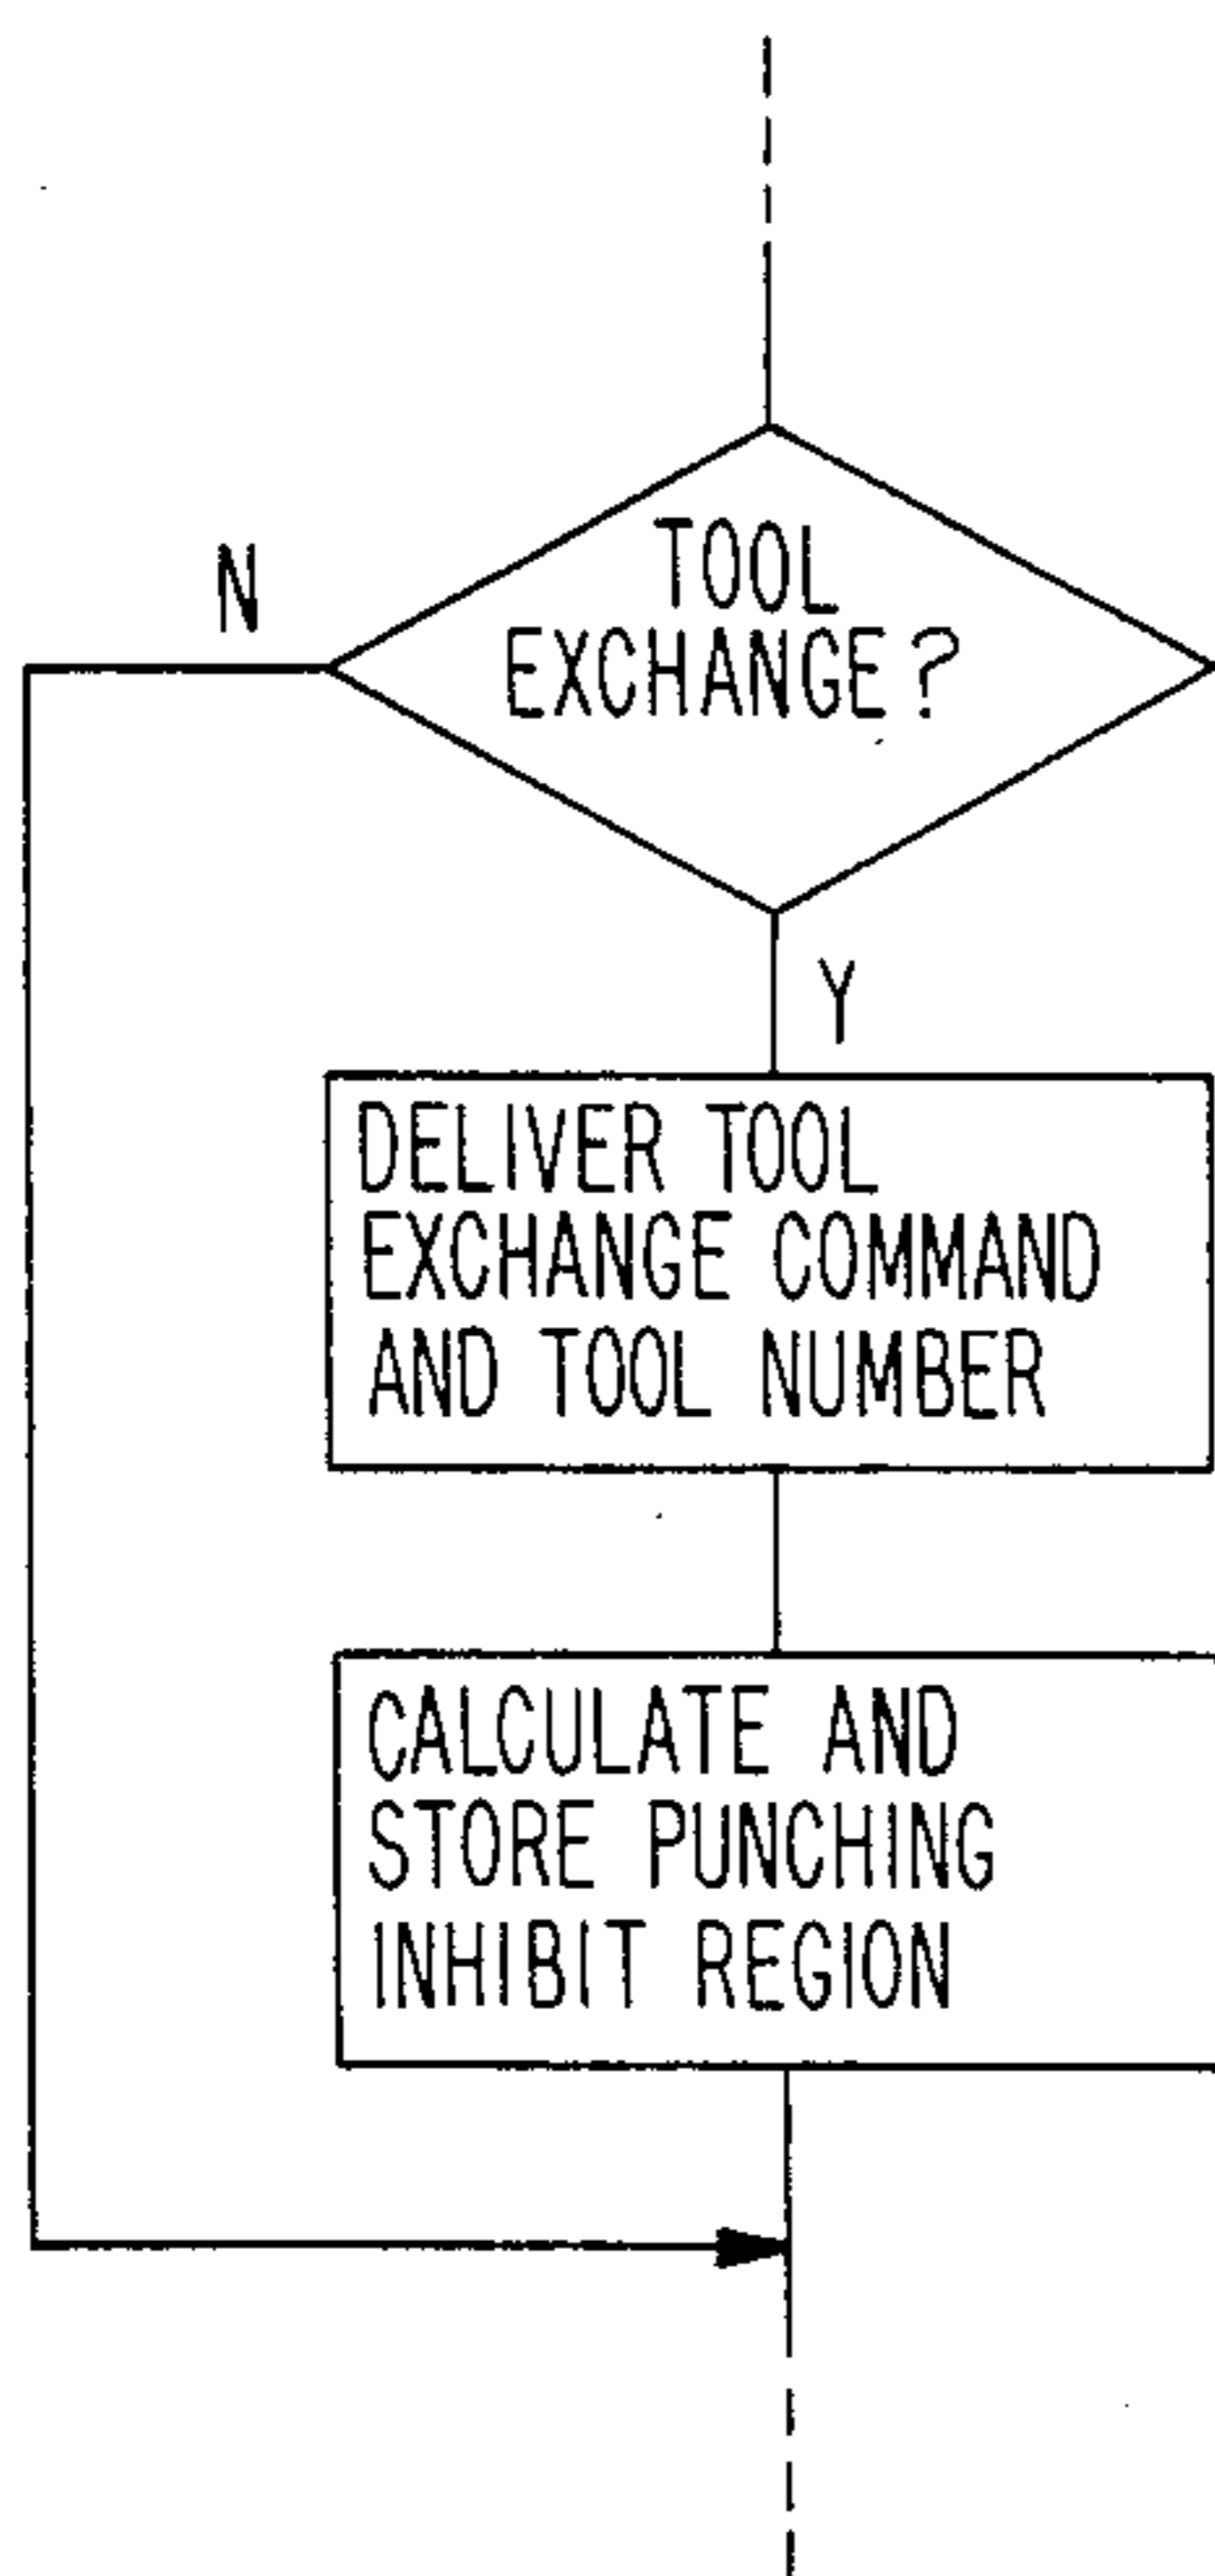 TOOL
EXCHANGE?
N
Y
DELIVER TOOL
EXCHANGE COMMAND
AND TOOL NUMBER
CALCULATE AND
STORE PUNCHING
INHIBIT REGION